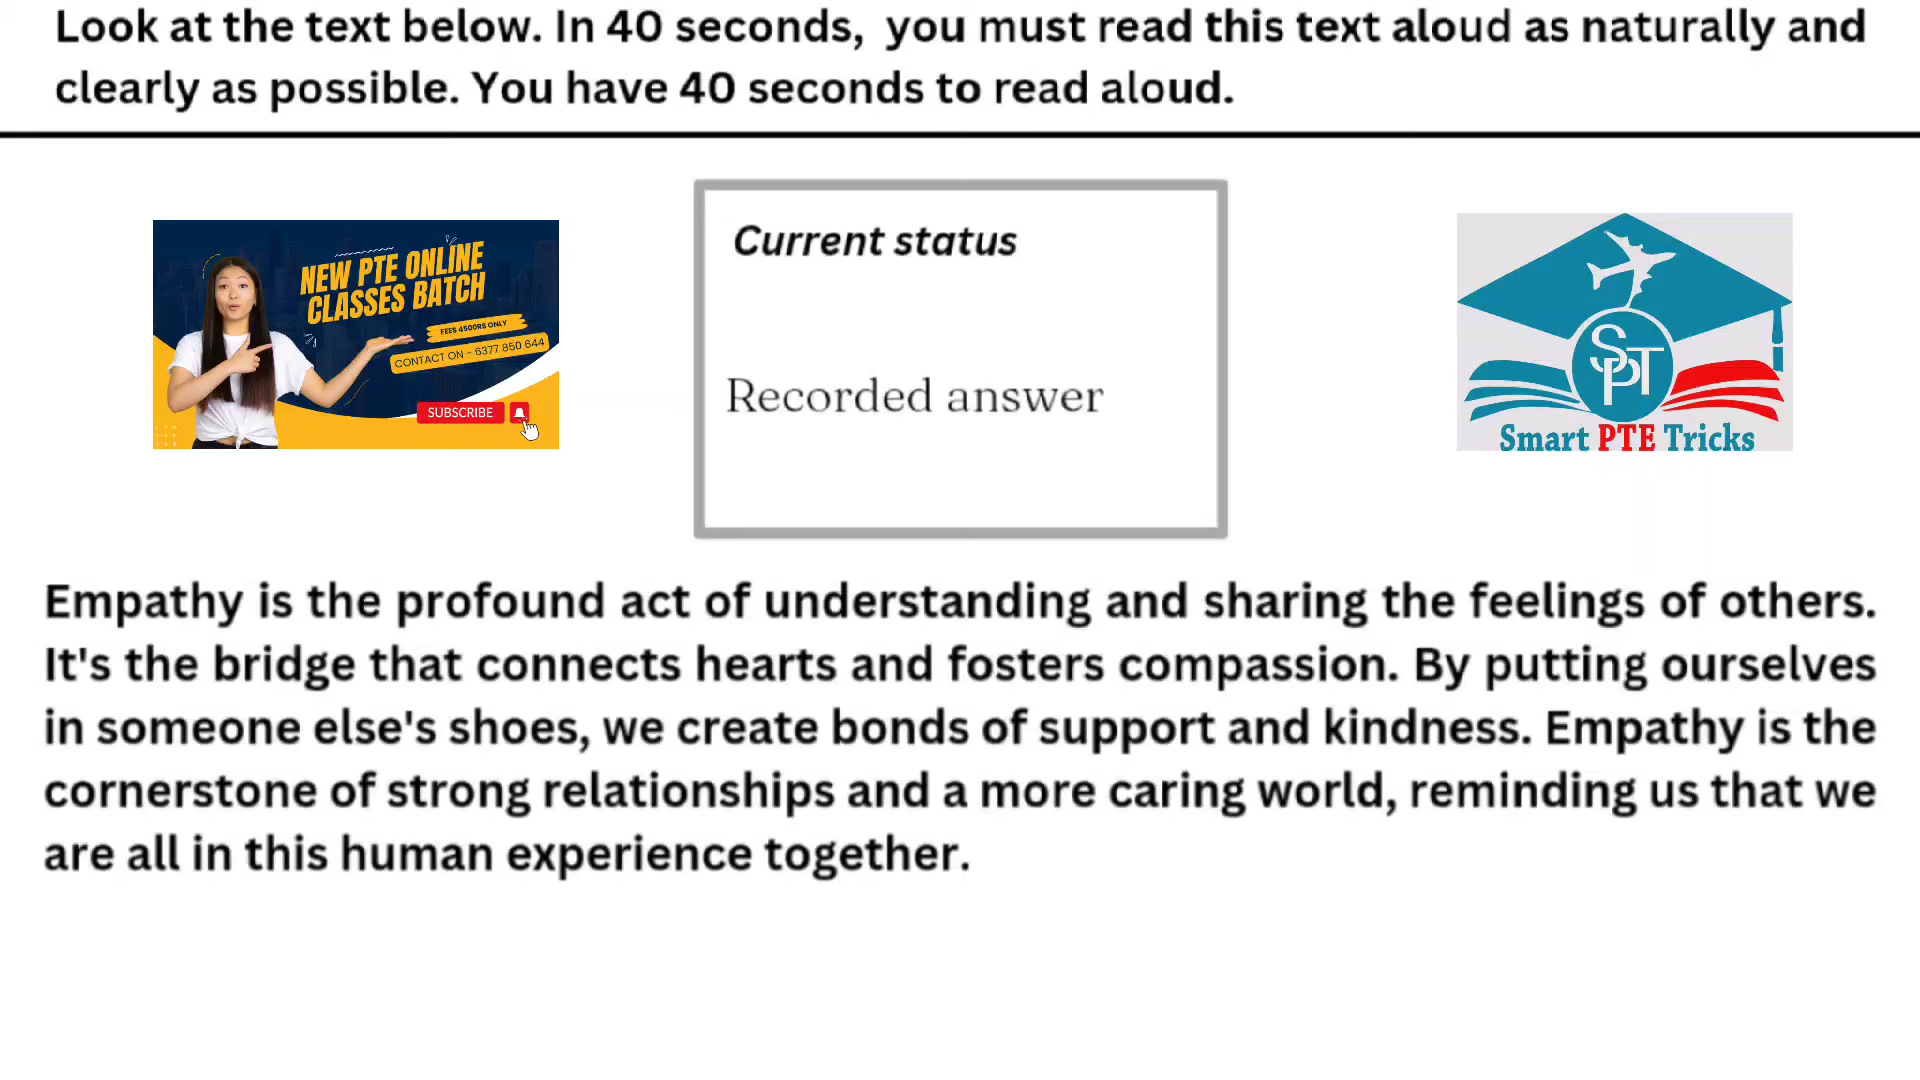 Look at the text below. In 40 seconds, you must read this text aloud as naturally and
clearly as possible. You have 40 seconds to read aloud.
NEW PTE ONLINE
CLASSES BATCH
FEES 4500RS ONLY
CONTACT ON - 6377 850 644
SUBSCRIBE
Current status
Recorded answer
SPT
Smart PTE Tricks
Empathy is the profound act of understanding and sharing the feelings of others.
It's the bridge that connects hearts and fosters compassion. By putting ourselves
in someone else's shoes, we create bonds of support and kindness. Empathy is the
cornerstone of strong relationships and a more caring world, reminding us that we
are all in this human experience together.